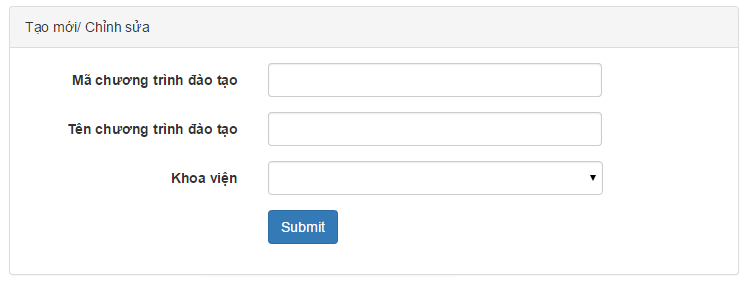 Tạo mới/ Chỉnh sửa
Mã chương trình đào tạo
Tên chương trình đào tạo
Khoa viện
Submit